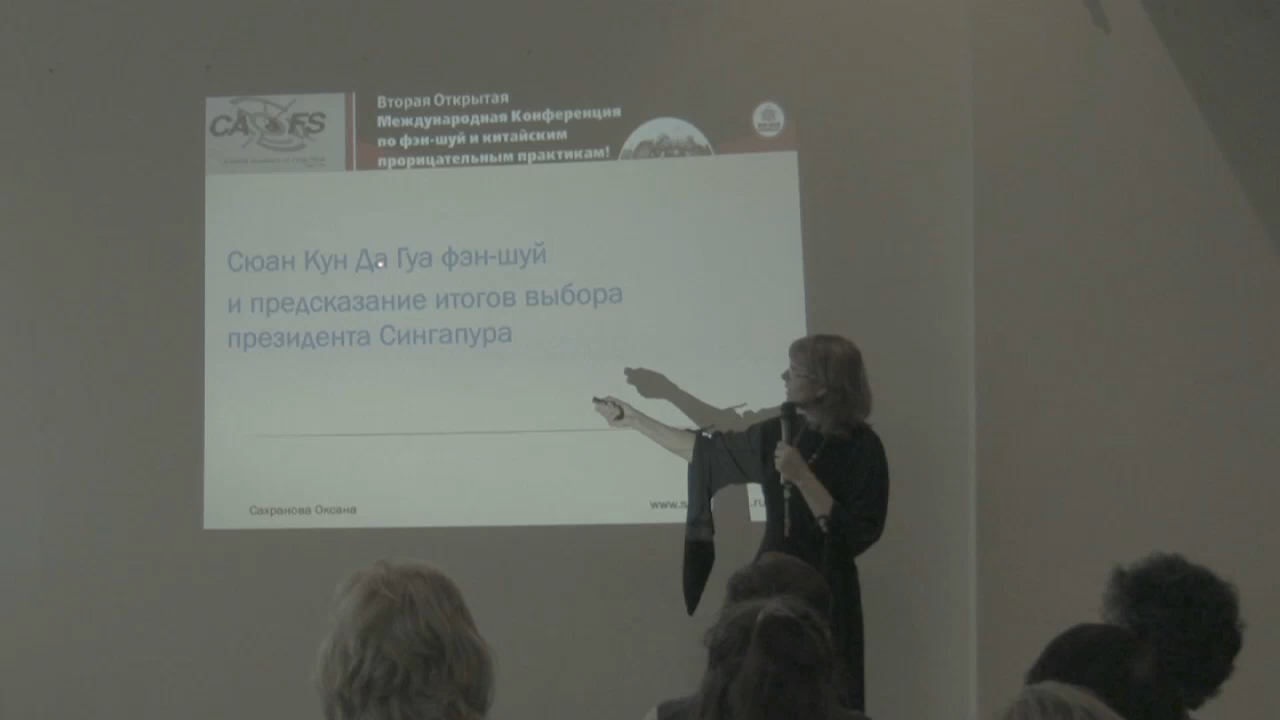 Вторая Открытая
Международная Конференция
по фэн-шуй и китайским
прорицательным практикам!
Сюан Кун Да Гуа фэн-шуй
и предсказание итогов выбора
президента Сингапура
Сахранова Оксана